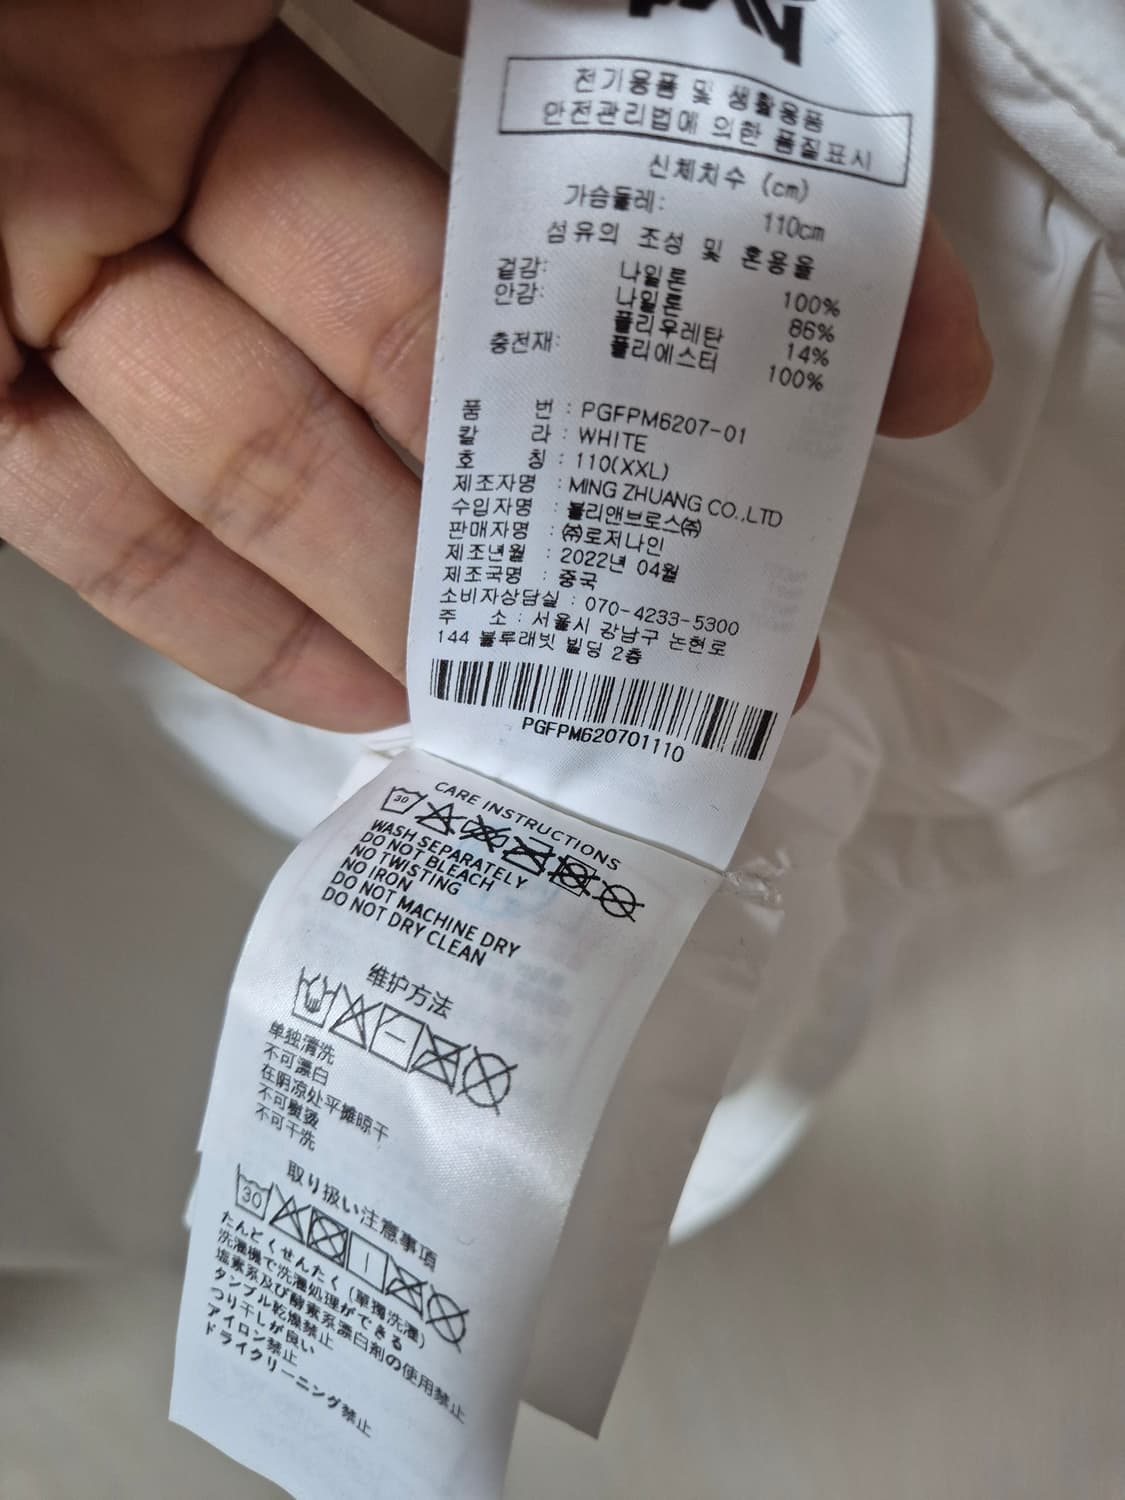 전기용품 및 생활용품
안전관리법에 의한 품질표시
신체치수 (cm)
가슴둘레: 110cm
섬유의 조성 및 혼용율
겉감: 나일론 100%
안감: 나일론 86%
폴리우레탄 14%
충전재: 폴리에스터 100%
품 번 : PGFPM6207-01
칼 라 : WHITE
호 칭 : 110(XXL)
제조자명 : MING ZHUANG CO.,LTD
수입자명 : 볼리앤브로스㈜
판매자명 : ㈜로저나인
제조년월 : 2022년 04월
제조국명 : 중국
소비자상담실 : 070-4233-5300
주 소 : 서울시 강남구 논현로
144 블루래빗 빌딩 2층
PGFPM620701110
CARE INSTRUCTIONS
30
WASH SEPARATELY
DO NOT BLEACH
NO TWISTING
NO IRON
DO NOT MACHINE DRY
DO NOT DRY CLEAN
维护方法
单独清洗
不可漂白
在阴凉处平摊晾干
不可熨烫
不可干洗
取り扱い注意事項
30
たんどくせんたく (單獨洗濯)
洗濯機で洗濯処理ができる
塩素系及び酵素系漂白剤の使用禁止
タンブル乾燥禁止
つり干しが良い
アイロン禁止
ドライクリーニング禁止